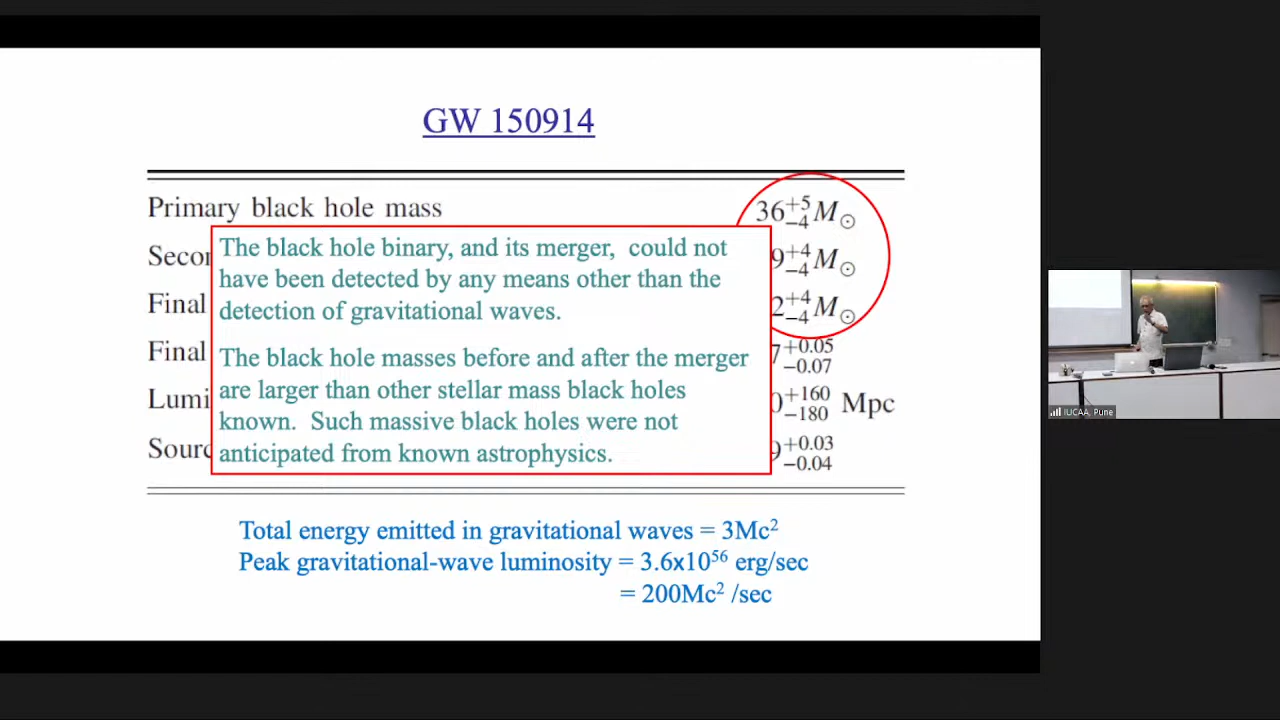 GW 150914
Primary black hole mass 36 +5 −4 M⊙
Secon 9 +4 −4 M⊙
Final 2 +4 −4 M⊙
Final 7 +0.05 −0.07
Lumi 0 +160 −180 Mpc
Sourc 9 +0.03 −0.04
The black hole binary, and its merger, could not
have been detected by any means other than the
detection of gravitational waves.
The black hole masses before and after the merger
are larger than other stellar mass black holes
known. Such massive black holes were not
anticipated from known astrophysics.
Total energy emitted in gravitational waves = 3Mc²
Peak gravitational-wave luminosity = 3.6x10⁵⁶ erg/sec
= 200Mc² /sec
IUCAA, Pune